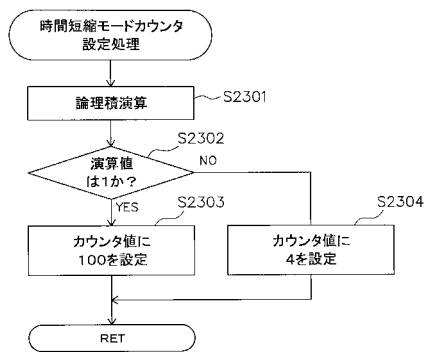 時間短縮モードカウンタ
設定処理
論理積演算
S2301
S2302
演算値
は1か?
NO
YES
S2303
カウンタ値に
100を設定
S2304
カウンタ値に
4を設定
RET